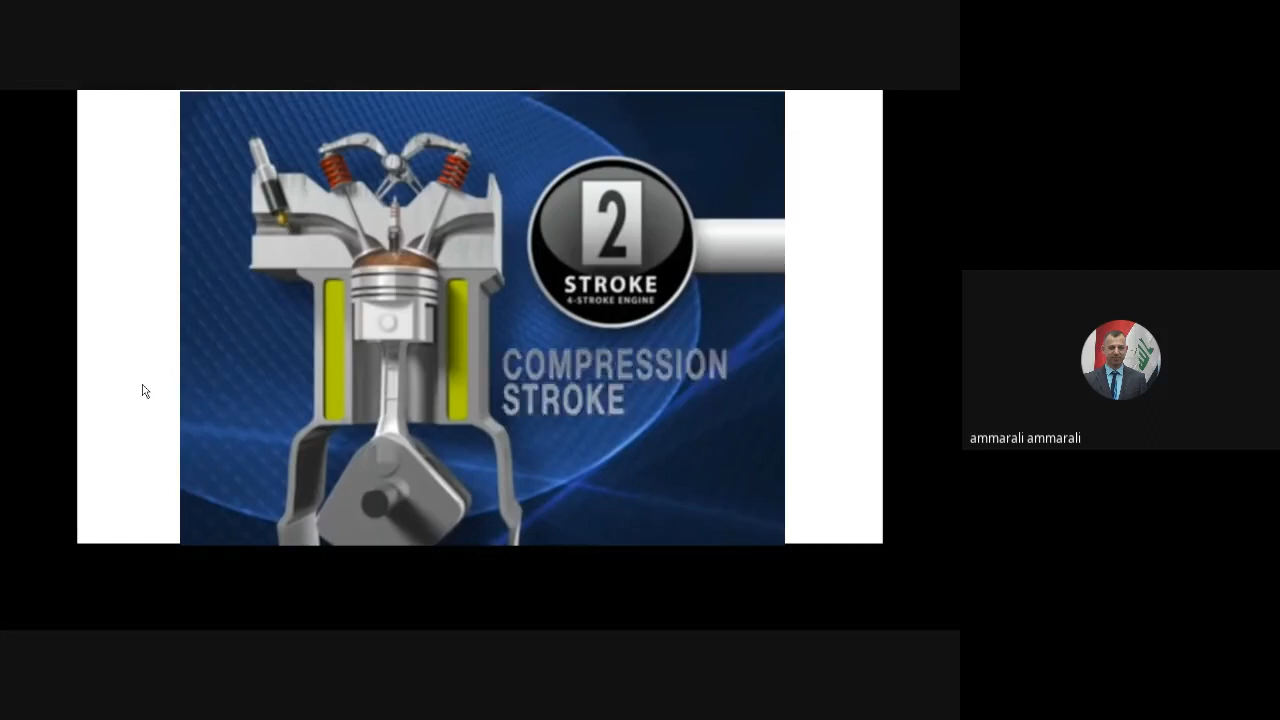 2
STROKE
4-STROKE ENGINE
COMPRESSION
STROKE
ammarali ammarali